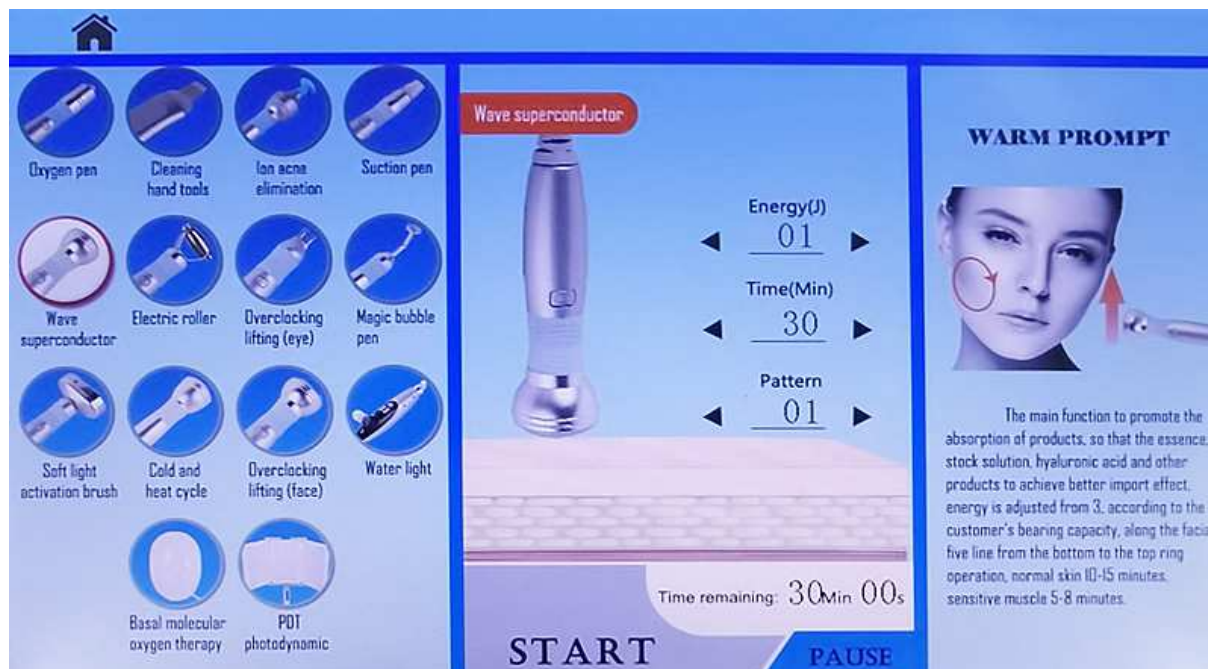 Oxygen pen
Cleaning
hand tools
Ion acne
elimination
Suction pen
Wave
superconductor
Electric roller
Overclocking
lifting (eye)
Magic bubble
pen
Soft light
activation brush
Cold and
heat cycle
Overclocking
lifting (face)
Water light
Basal molecular
oxygen therapy
PDT
photodynamic
Wave superconductor
Energy(J)
01
Time(Min)
30
Pattern
01
Time remaining: 30Min 00s
START
PAUSE
WARM PROMPT
The main function to promote the
absorption of products, so that the essence,
stock solution, hyaluronic acid and other
products to achieve better import effect,
energy is adjusted from 3, according to the
customer's bearing capacity, along the facia
five line from the bottom to the top ring
operation, normal skin 10-15 minutes,
sensitive muscle 5-8 minutes.